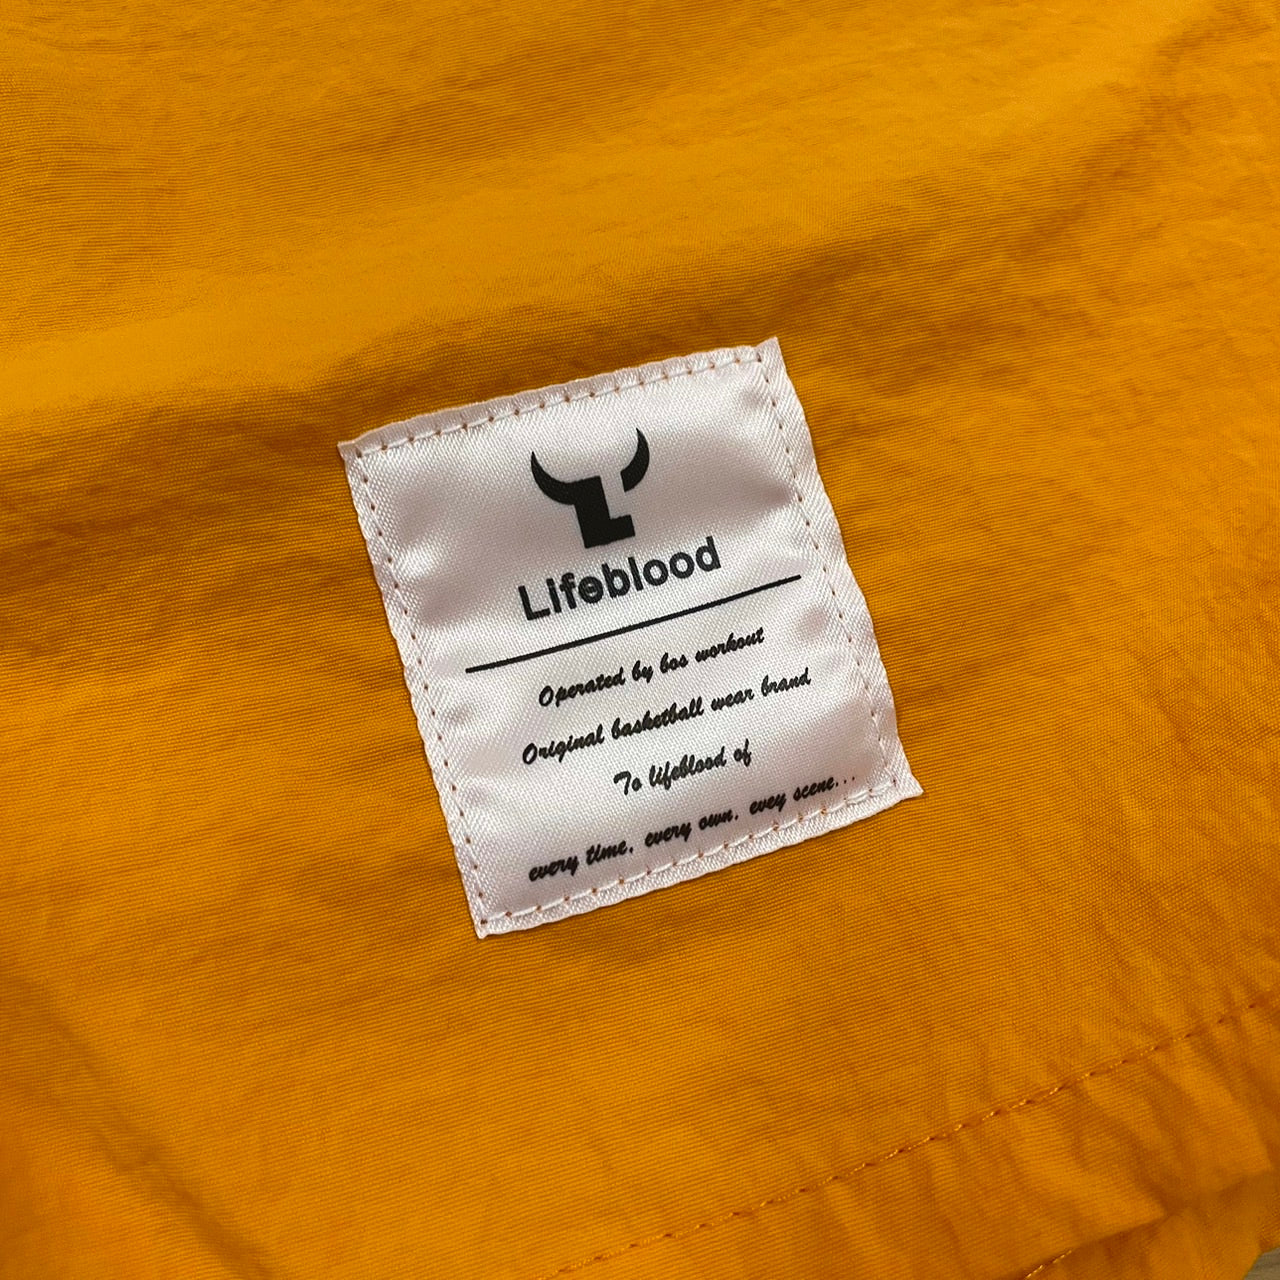 Lifeblood
Operated by bos workout
Original basketball wear brand
To lifeblood of
every time, every own, evey scene...